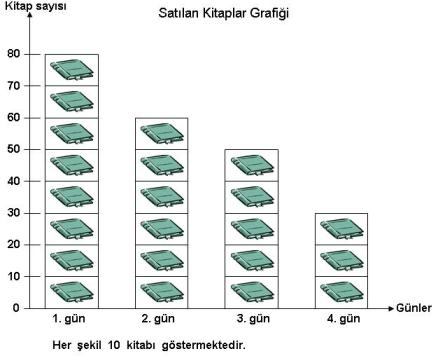 Kitap sayısı
Satılan Kitaplar Grafiği
80
70
60
50
40
30
20
10
0
1. gün 2. gün 3. gün 4. gün
Günler
Her şekil 10 kitabı göstermektedir.